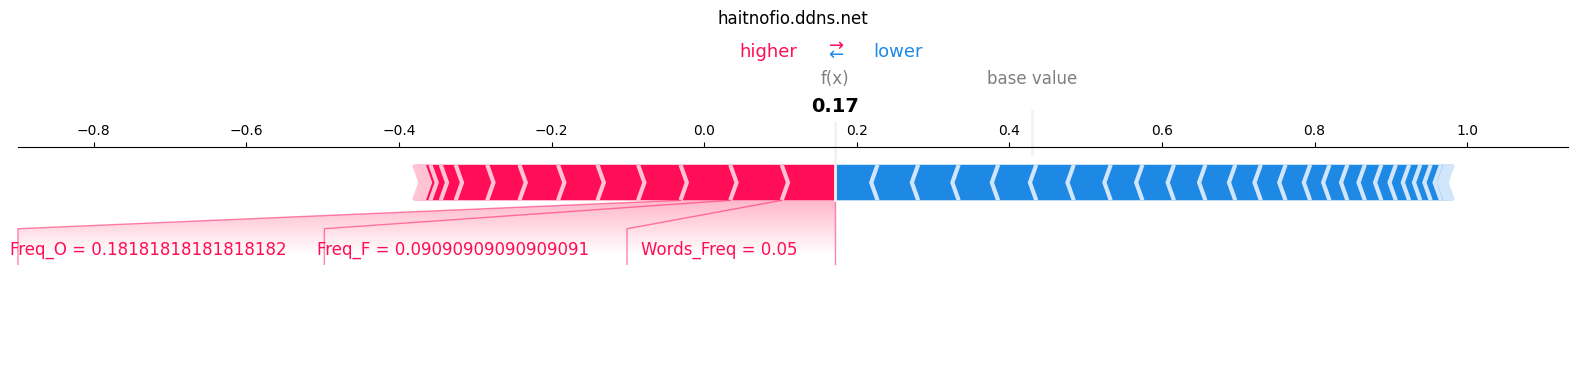 haitnofio.ddns.net
higher ⇄ lower
f(x) base value
0.17
−0.8 −0.6 −0.4 −0.2 0.0 0.2 0.4 0.6 0.8 1.0
Freq_O = 0.18181818181818182 Freq_F = 0.09090909090909091 Words_Freq = 0.05